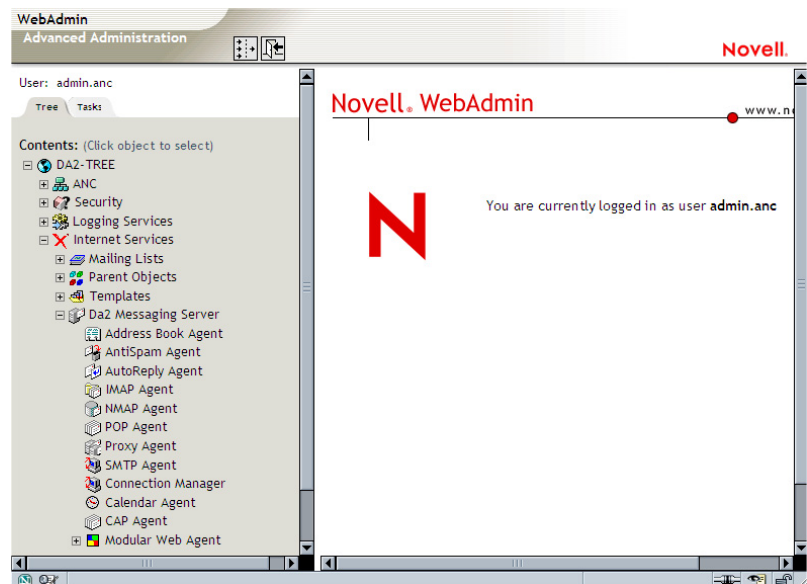 WebAdmin
Advanced Administration
Novell.
User: admin.anc
Tree Tasks
Contents: (Click object to select)
DA2-TREE
ANC
Security
Logging Services
Internet Services
Mailing Lists
Parent Objects
Templates
Da2 Messaging Server
Address Book Agent
AntiSpam Agent
AutoReply Agent
IMAP Agent
NMAP Agent
POP Agent
Proxy Agent
SMTP Agent
Connection Manager
Calendar Agent
CAP Agent
Modular Web Agent
Novell® WebAdmin
www.n
N
You are currently logged in as user admin.anc